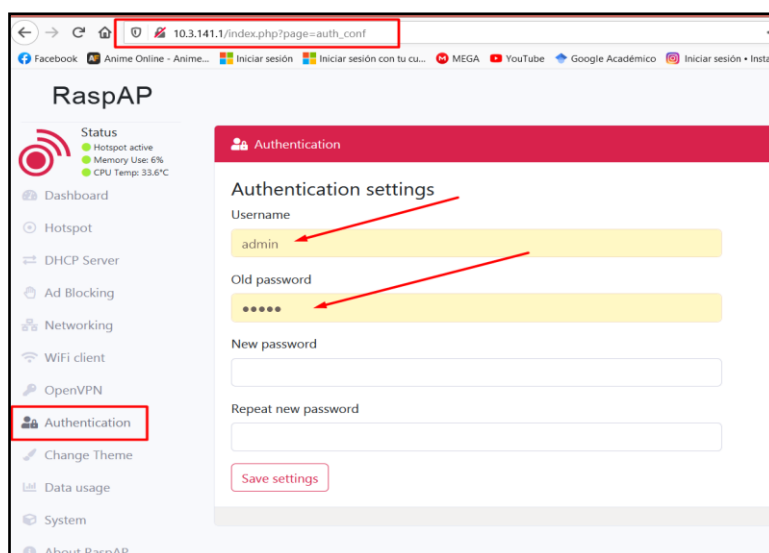 10.3.141.1/index.php?page=auth_conf
Facebook Anime Online - Anime... Iniciar sesión Iniciar sesión con tu cu... MEGA YouTube Google Académico Iniciar sesión • Insta
RaspAP
Status
Hotspot active
Memory Use: 6%
CPU Temp: 33.6°C
Dashboard
Hotspot
DHCP Server
Ad Blocking
Networking
WiFi client
OpenVPN
Authentication
Change Theme
Data usage
System
About RaspAP
Authentication
Authentication settings
Username
admin
Old password
●●●●●
New password
Repeat new password
Save settings